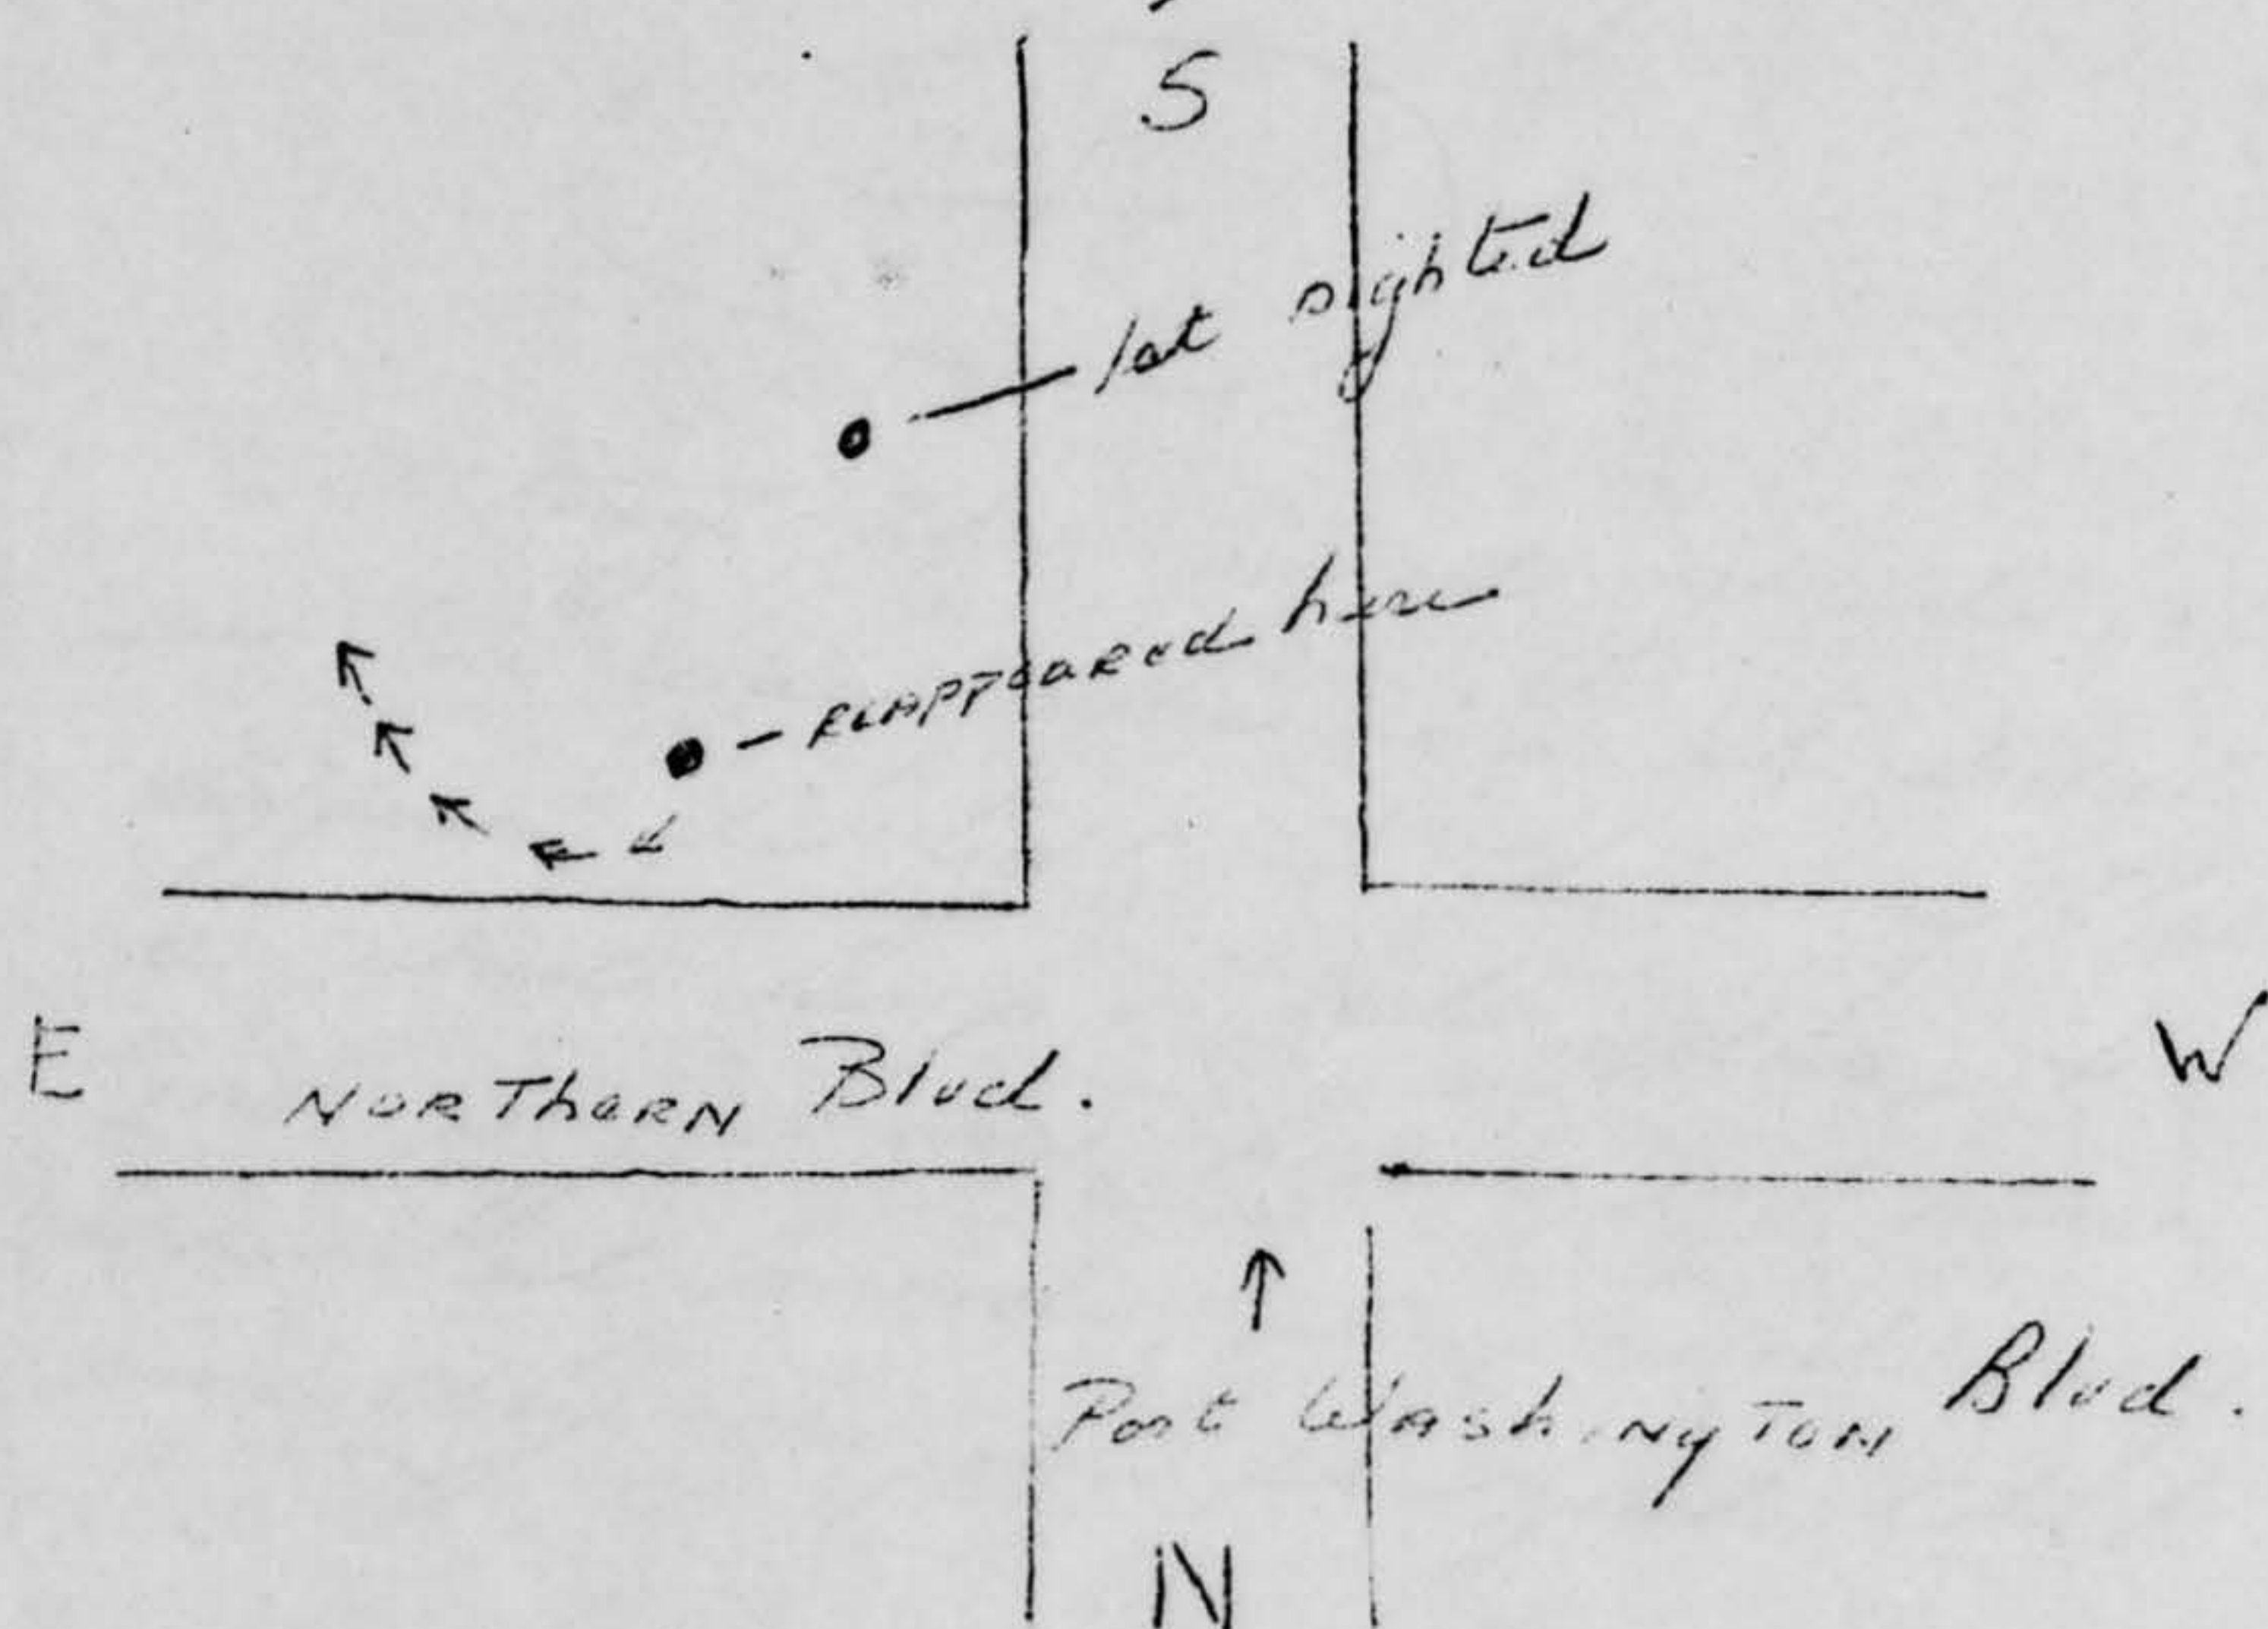 S
1st sighted
reappeared here
E
W
Northern Blvd.
Port Washington Blvd.
N